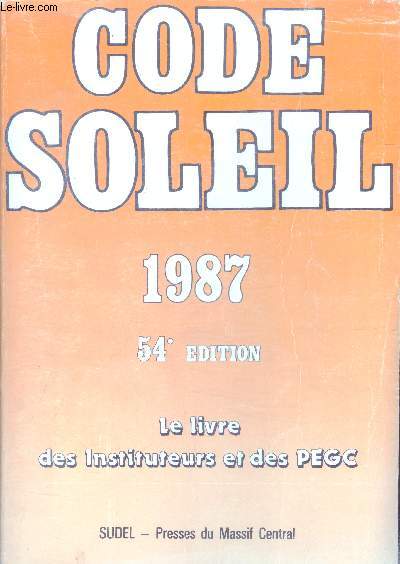 Le-livre.com
CODE
SOLEIL
1987
54e EDITION
Le livre
des Instituteurs et des PEGC
SUDEL - Presses du Massif Central